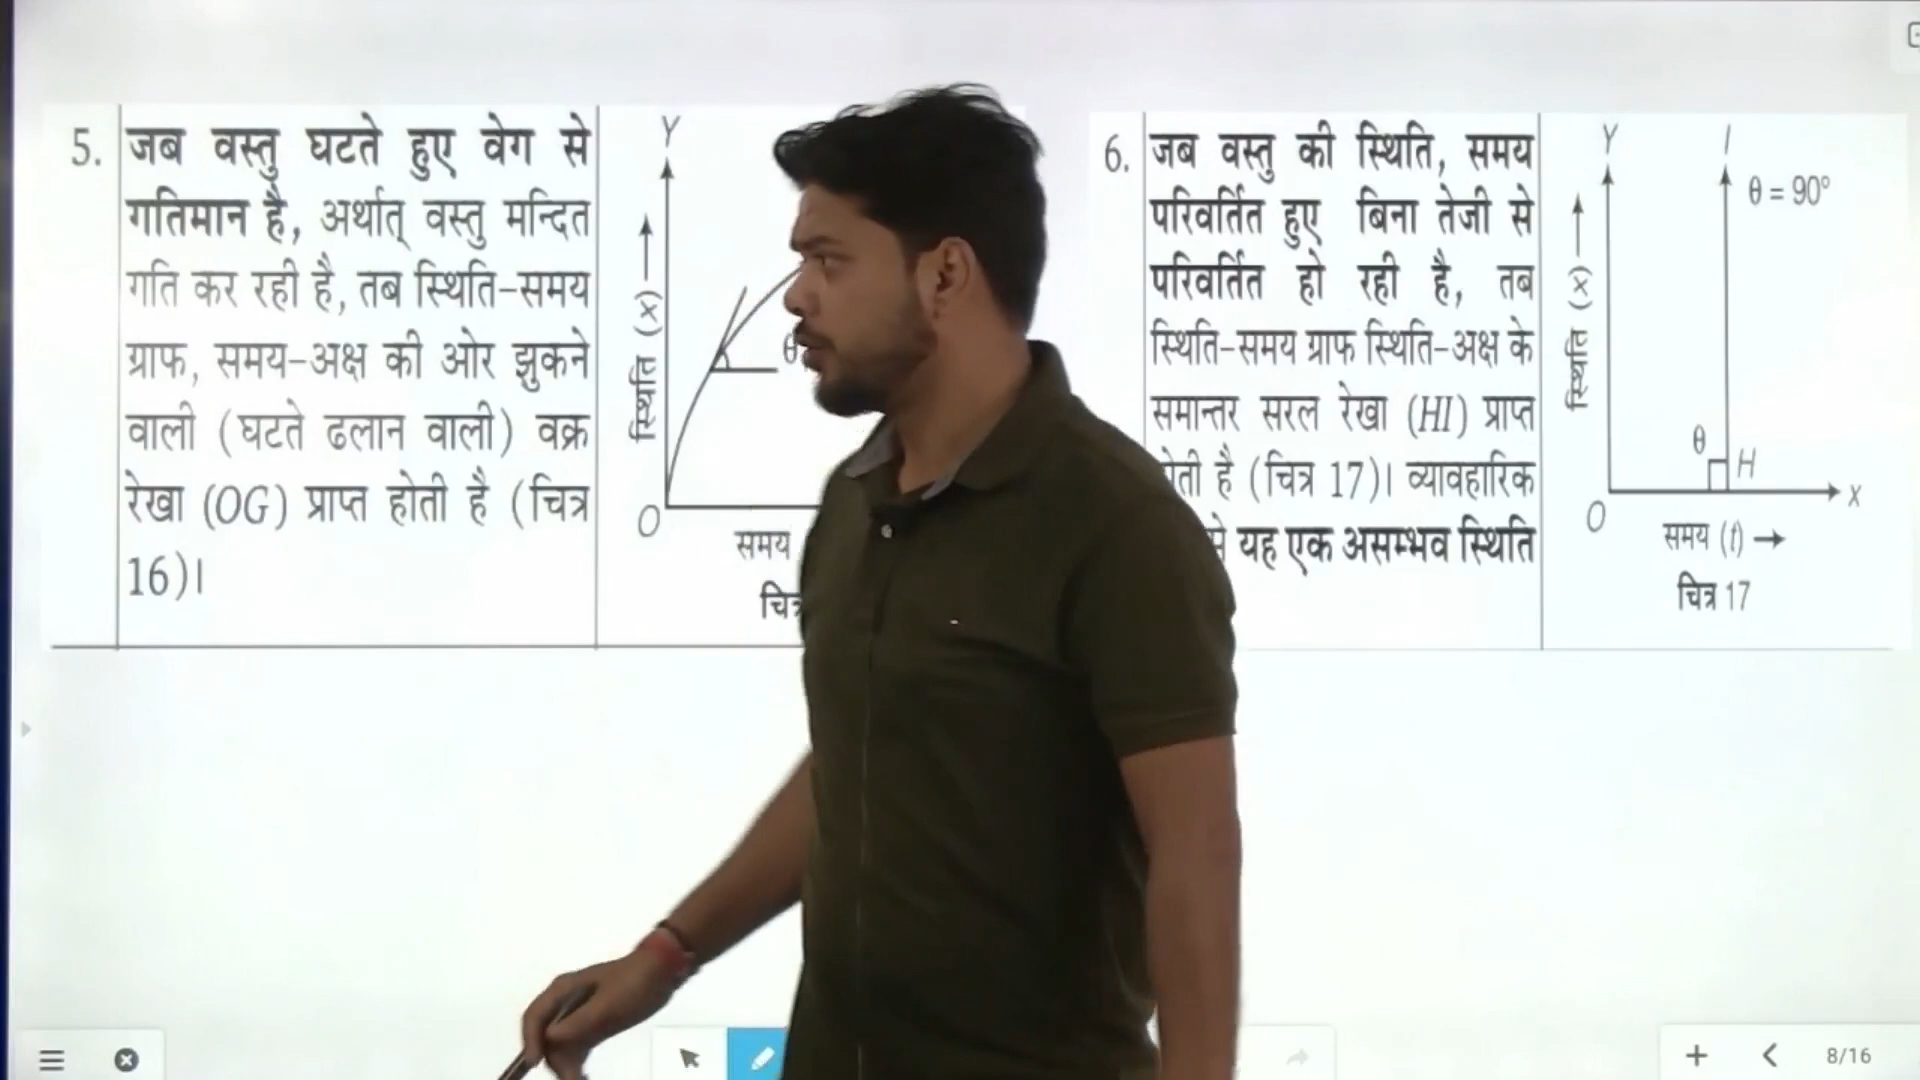 5.
जब वस्तु घटते हुए वेग से
गतिमान है, अर्थात् वस्तु मन्दित
गति कर रही है, तब स्थिति-समय
ग्राफ, समय-अक्ष की ओर झुकने
वाली (घटते ढलान वाली) वक्र
रेखा (OG) प्राप्त होती है (चित्र
16)।
Y
स्थिति (x)
θ
O
समय
6.
जब वस्तु की स्थिति, समय
परिवर्तित हुए बिना तेजी से
परिवर्तित हो रही है, तब
स्थिति-समय ग्राफ स्थिति-अक्ष के
समान्तर सरल रेखा (HI) प्राप्त
है (चित्र 17)। व्यावहारिक
यह एक असम्भव स्थिति
Y
I
θ = 90°
स्थिति (x)
θ
H
O
X
समय (t)
चित्र 17
8/16